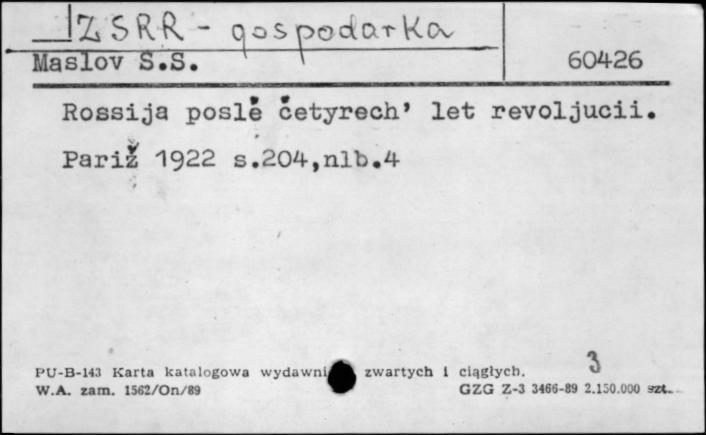 ZSRR - gospodarka
Maslov S.S. 60426
Rossija poslě četyrech' let revoljucii.
Pariž 1922 s.204,nlb.4
3
PU-B-143 Karta katalogowa wydawni zwartych i ciągłych.
W.A. zam. 1562/On/89 GZG Z-3 3466-89 2.150.000 szt.